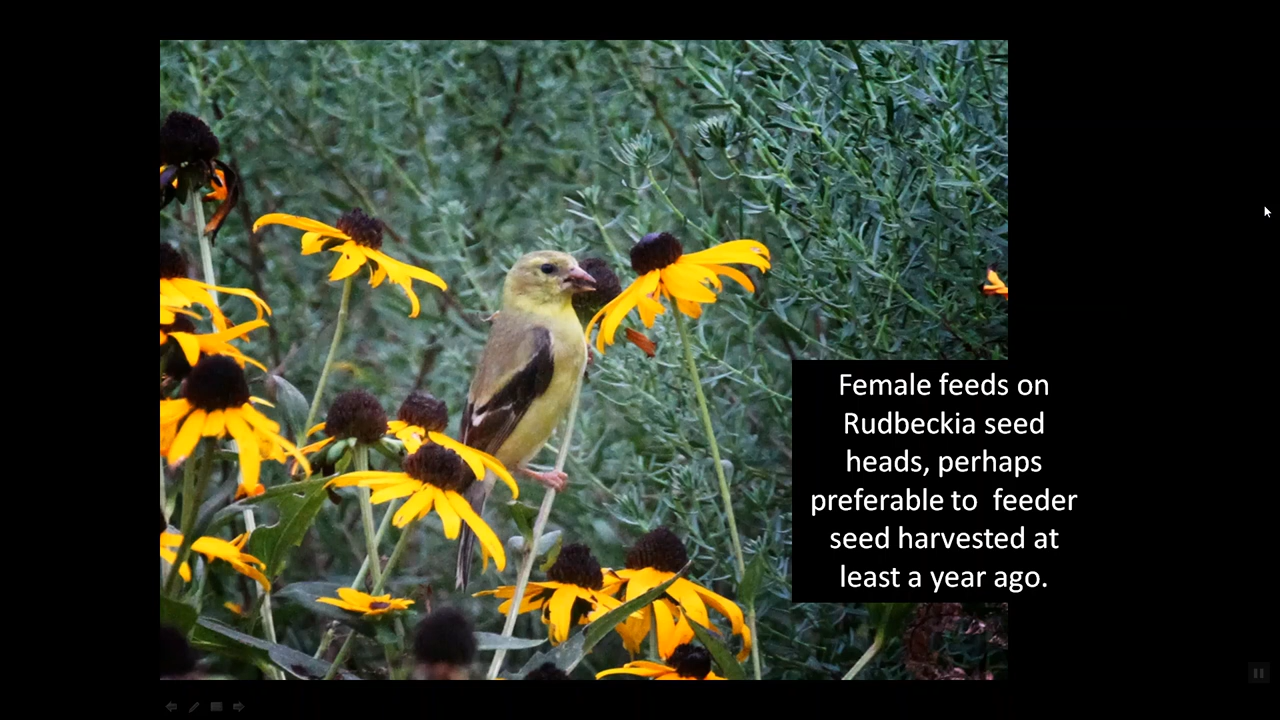 Female feeds on
Rudbeckia seed
heads, perhaps
preferable to  feeder
seed harvested at
least a year ago.